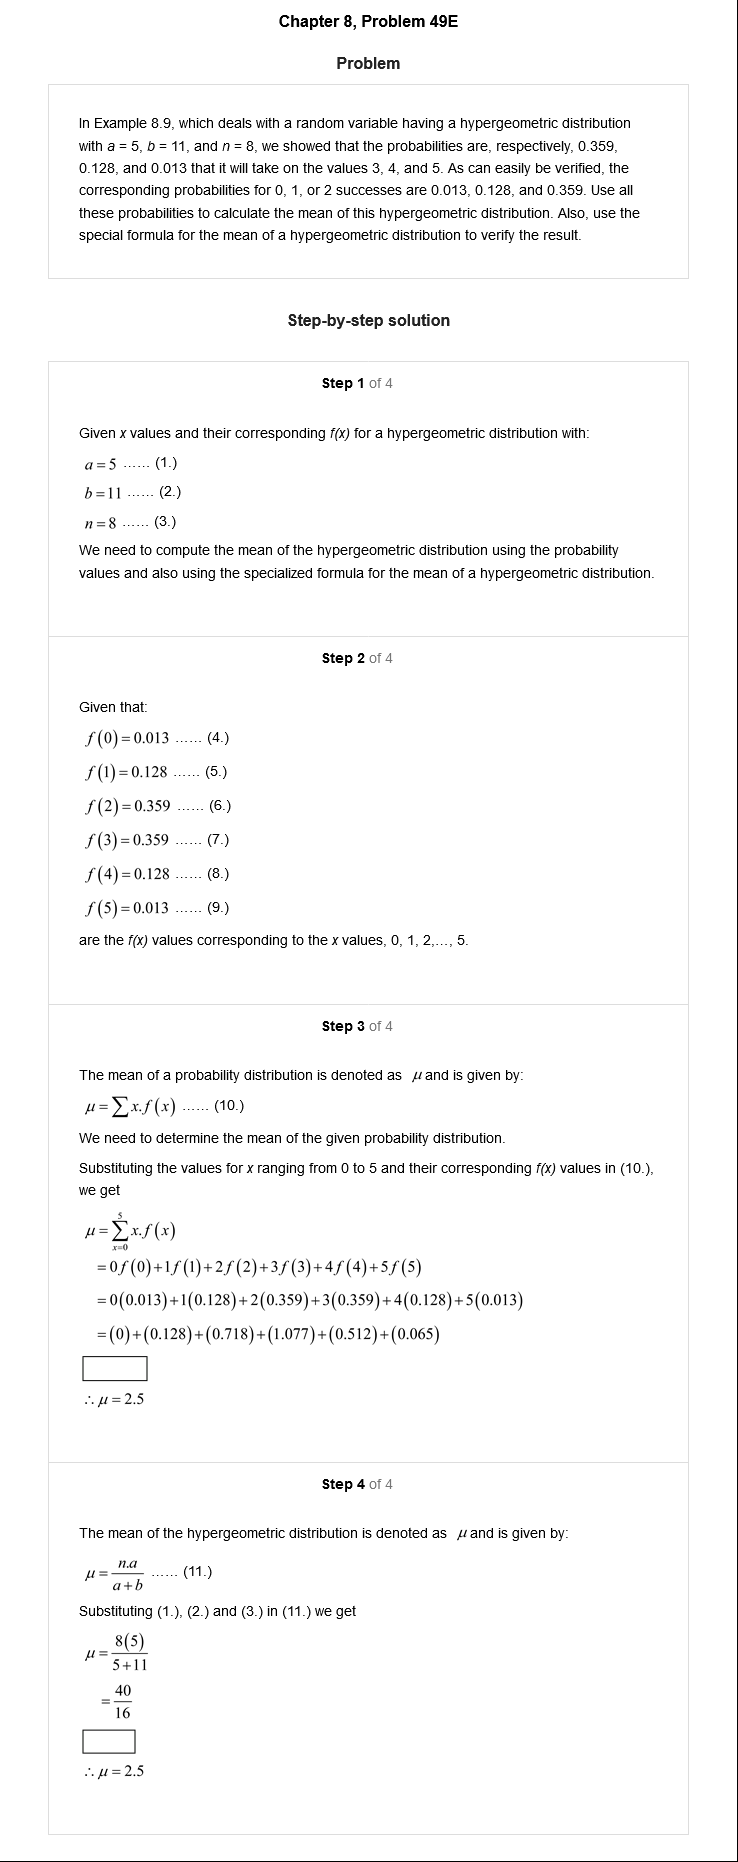 Chapter 8, Problem 49E
Problem
In Example 8.9, which deals with a random variable having a hypergeometric distribution
with a = 5, b = 11, and n = 8, we showed that the probabilities are, respectively, 0.359,
0.128, and 0.013 that it will take on the values 3, 4, and 5. As can easily be verified, the
corresponding probabilities for 0, 1, or 2 successes are 0.013, 0.128, and 0.359. Use all
these probabilities to calculate the mean of this hypergeometric distribution. Also, use the
special formula for the mean of a hypergeometric distribution to verify the result.
Step-by-step solution
Step 1 of 4
Given x values and their corresponding f(x) for a hypergeometric distribution with:
a = 5 …… (1.)
b = 11 …… (2.)
n = 8 …… (3.)
We need to compute the mean of the hypergeometric distribution using the probability
values and also using the specialized formula for the mean of a hypergeometric distribution.
Step 2 of 4
Given that:
f(0) = 0.013 …… (4.)
f(1) = 0.128 …… (5.)
f(2) = 0.359 …… (6.)
f(3) = 0.359 …… (7.)
f(4) = 0.128 …… (8.)
f(5) = 0.013 …… (9.)
are the f(x) values corresponding to the x values, 0, 1, 2,…, 5.
Step 3 of 4
The mean of a probability distribution is denoted as μ and is given by:
μ = ∑ x.f(x) …… (10.)
We need to determine the mean of the given probability distribution.
Substituting the values for x ranging from 0 to 5 and their corresponding f(x) values in (10.),
we get
μ = ∑_{x=0}^{5} x.f(x)
= 0f(0)+1f(1)+2f(2)+3f(3)+4f(4)+5f(5)
= 0(0.013)+1(0.128)+2(0.359)+3(0.359)+4(0.128)+5(0.013)
= (0)+(0.128)+(0.718)+(1.077)+(0.512)+(0.065)
∴ μ = 2.5
Step 4 of 4
The mean of the hypergeometric distribution is denoted as μ and is given by:
μ = n.a / a+b …… (11.)
Substituting (1.), (2.) and (3.) in (11.) we get
μ = 8(5) / 5+11
= 40 / 16
∴ μ = 2.5